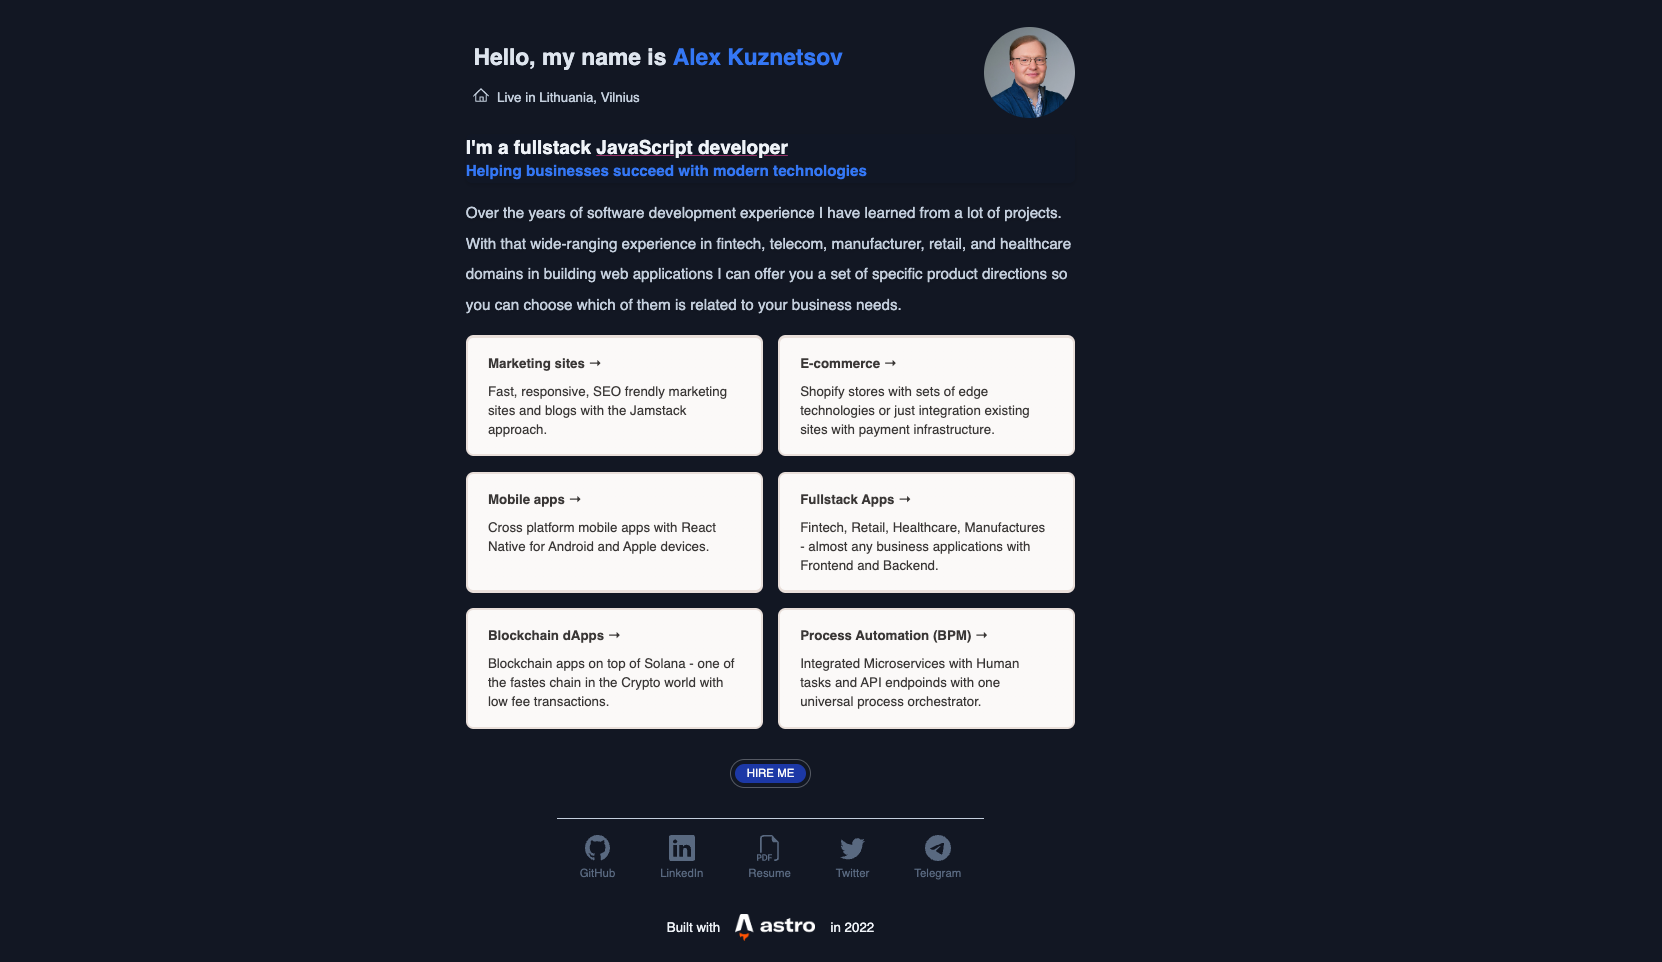 Hello, my name is Alex Kuznetsov
Live in Lithuania, Vilnius
I'm a fullstack JavaScript developer
Helping businesses succeed with modern technologies
Over the years of software development experience I have learned from a lot of projects.
With that wide-ranging experience in fintech, telecom, manufacturer, retail, and healthcare
domains in building web applications I can offer you a set of specific product directions so
you can choose which of them is related to your business needs.
Marketing sites →
Fast, responsive, SEO frendly marketing
sites and blogs with the Jamstack
approach.
E-commerce →
Shopify stores with sets of edge
technologies or just integration existing
sites with payment infrastructure.
Mobile apps →
Cross platform mobile apps with React
Native for Android and Apple devices.
Fullstack Apps →
Fintech, Retail, Healthcare, Manufactures
- almost any business applications with
Frontend and Backend.
Blockchain dApps →
Blockchain apps on top of Solana - one of
the fastes chain in the Crypto world with
low fee transactions.
Process Automation (BPM) →
Integrated Microservices with Human
tasks and API endpoinds with one
universal process orchestrator.
HIRE ME
in
PDF
GitHub
LinkedIn
Resume
Twitter
Telegram
Built with astro in 2022